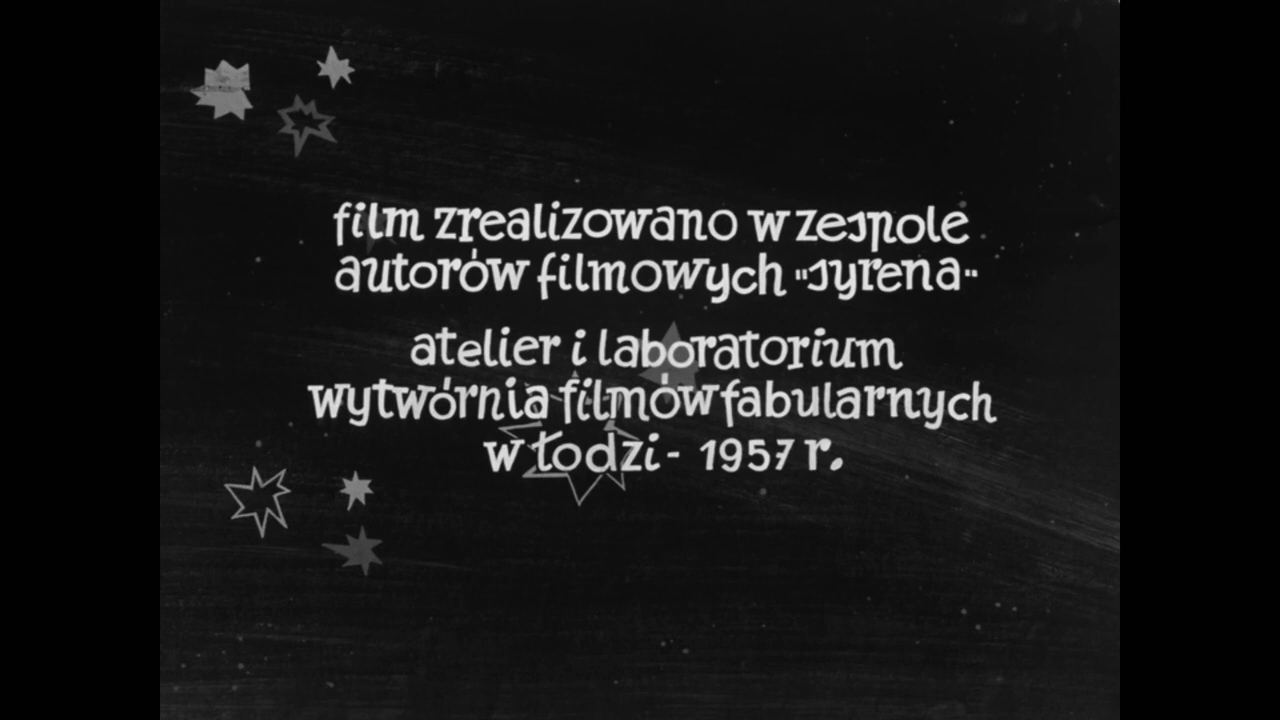 film zrealizowano w zespole
autorów filmowych "syrena"
atelier i laboratorium
wytwórnia filmów fabularnych
w łodzi - 1957 r.